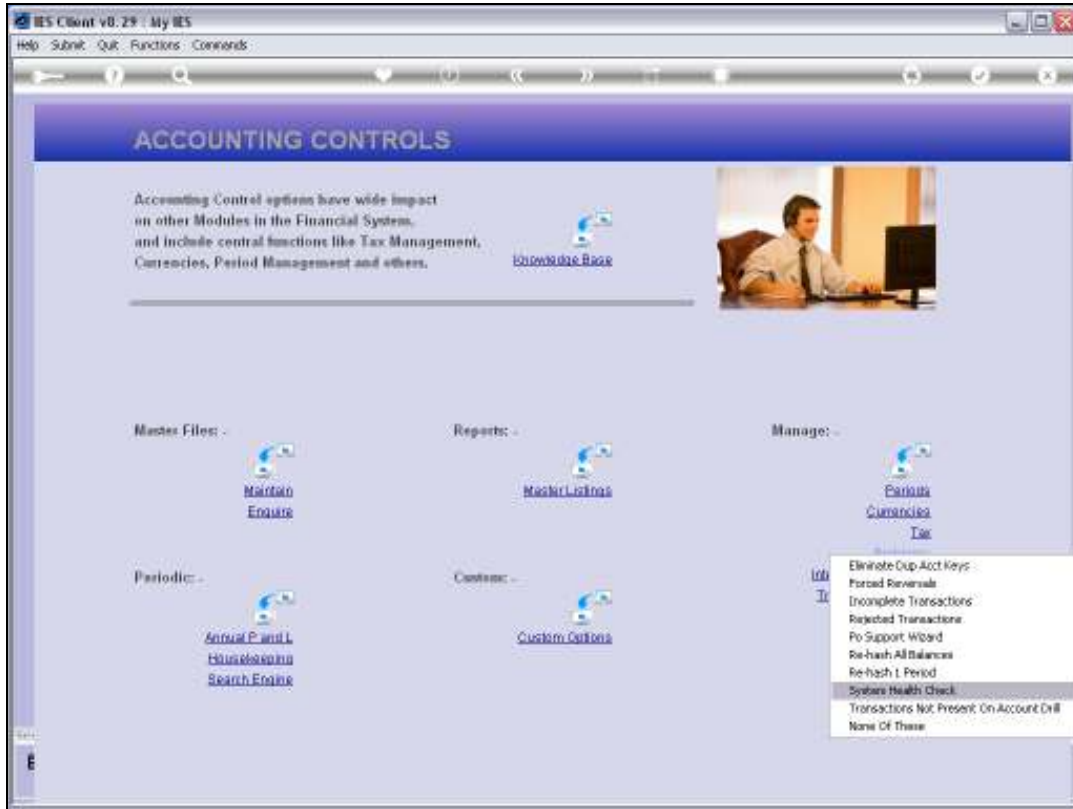 IES Client v8.29 : My IES
Help Submit Quit Functions Commands
ACCOUNTING CONTROLS
Accounting Control options have wide impact
on other Modules in the Financial System,
and include central functions like Tax Management,
Currencies, Period Management and others.
Knowledge Base
Master Files: -
Maintain
Enquire
Reports: -
Master Listings
Manage: -
Periods
Currencies
Tax
Periodic: -
Annual P and L
Housekeeping
Search Engine
Custom: -
Custom Options
Eliminate Dup Acct Keys
Forced Reversals
Incomplete Transactions
Rejected Transactions
Po Support Wizard
Re-hash All Balances
Re-hash 1 Period
System Health Check
Transactions Not Present On Account Drill
None Of These